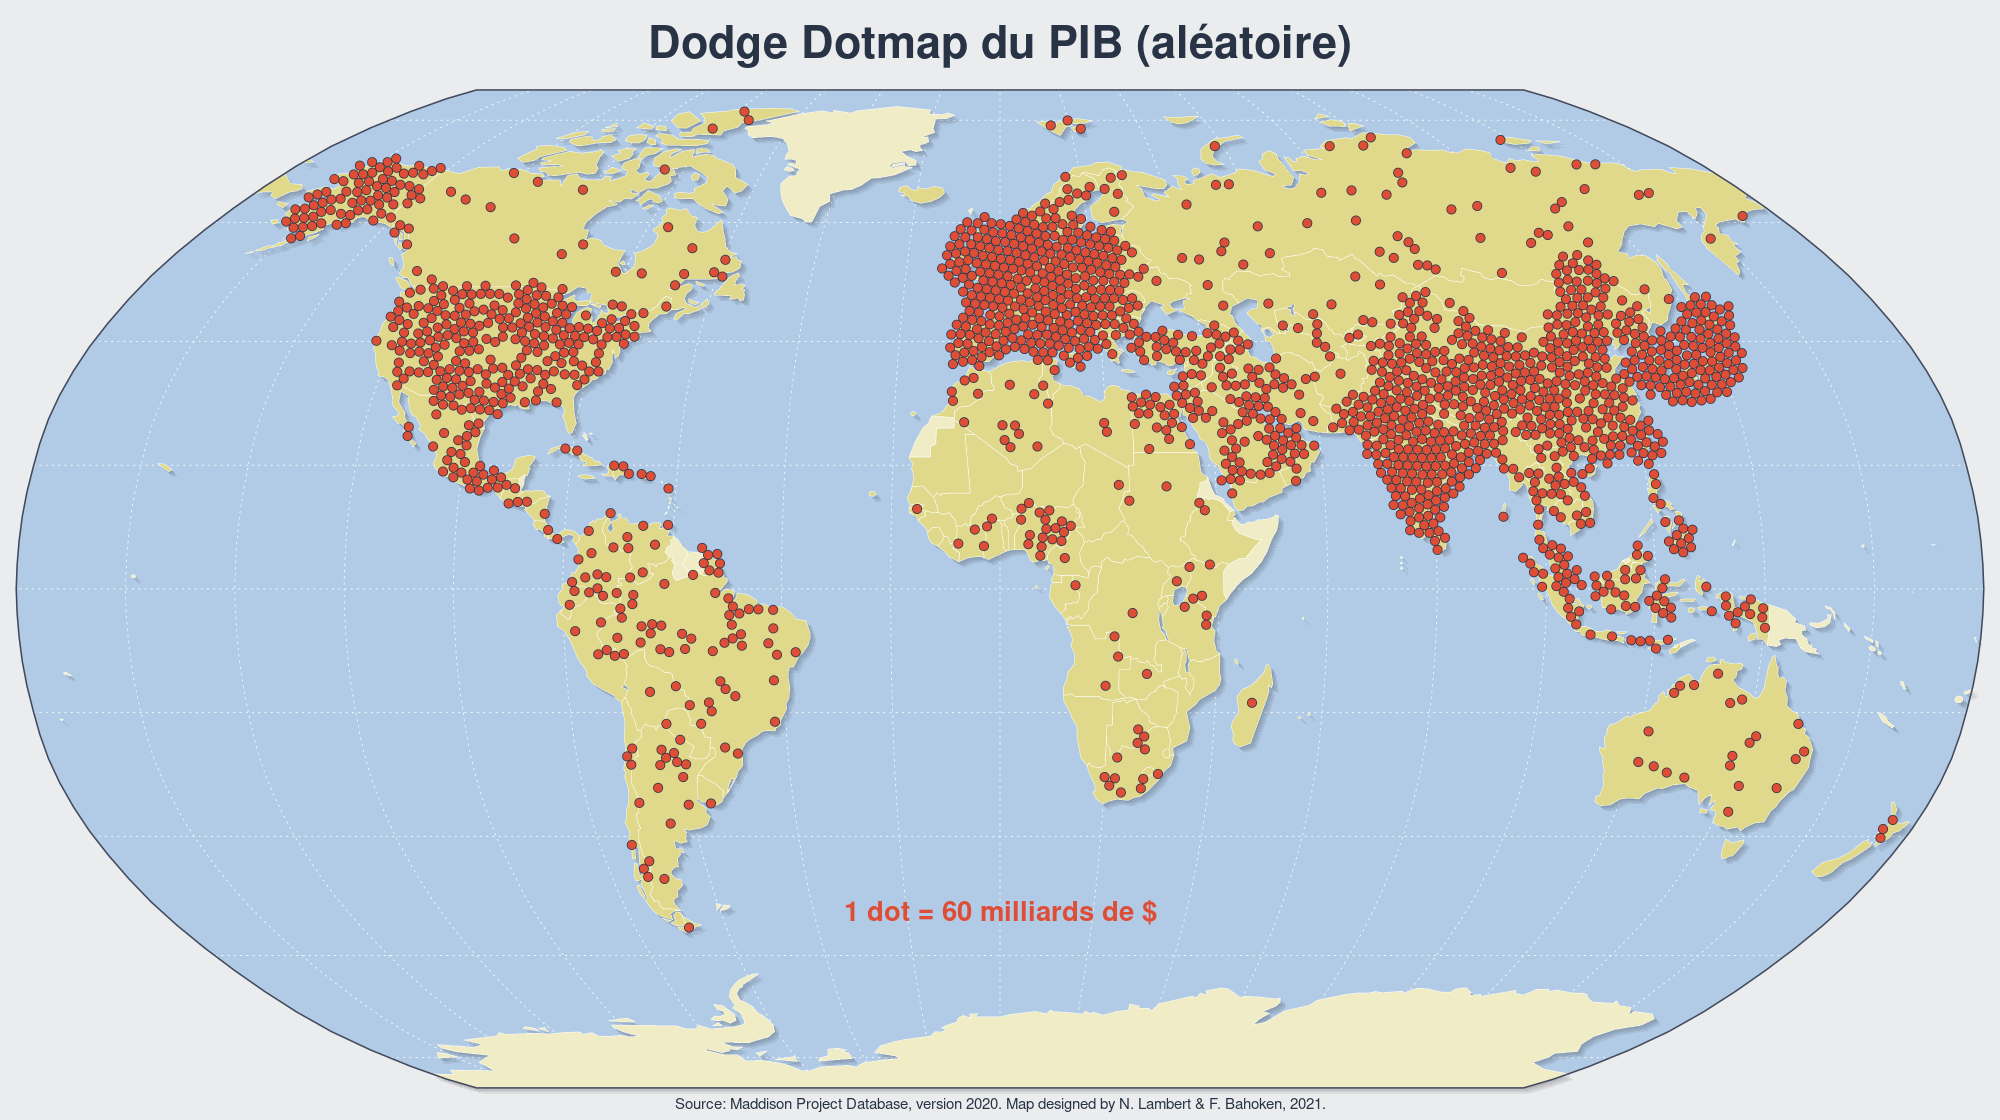 Dodge Dotmap du PIB (aléatoire)
1 dot = 60 milliards de $
Source: Maddison Project Database, version 2020. Map designed by N. Lambert & F. Bahoken, 2021.